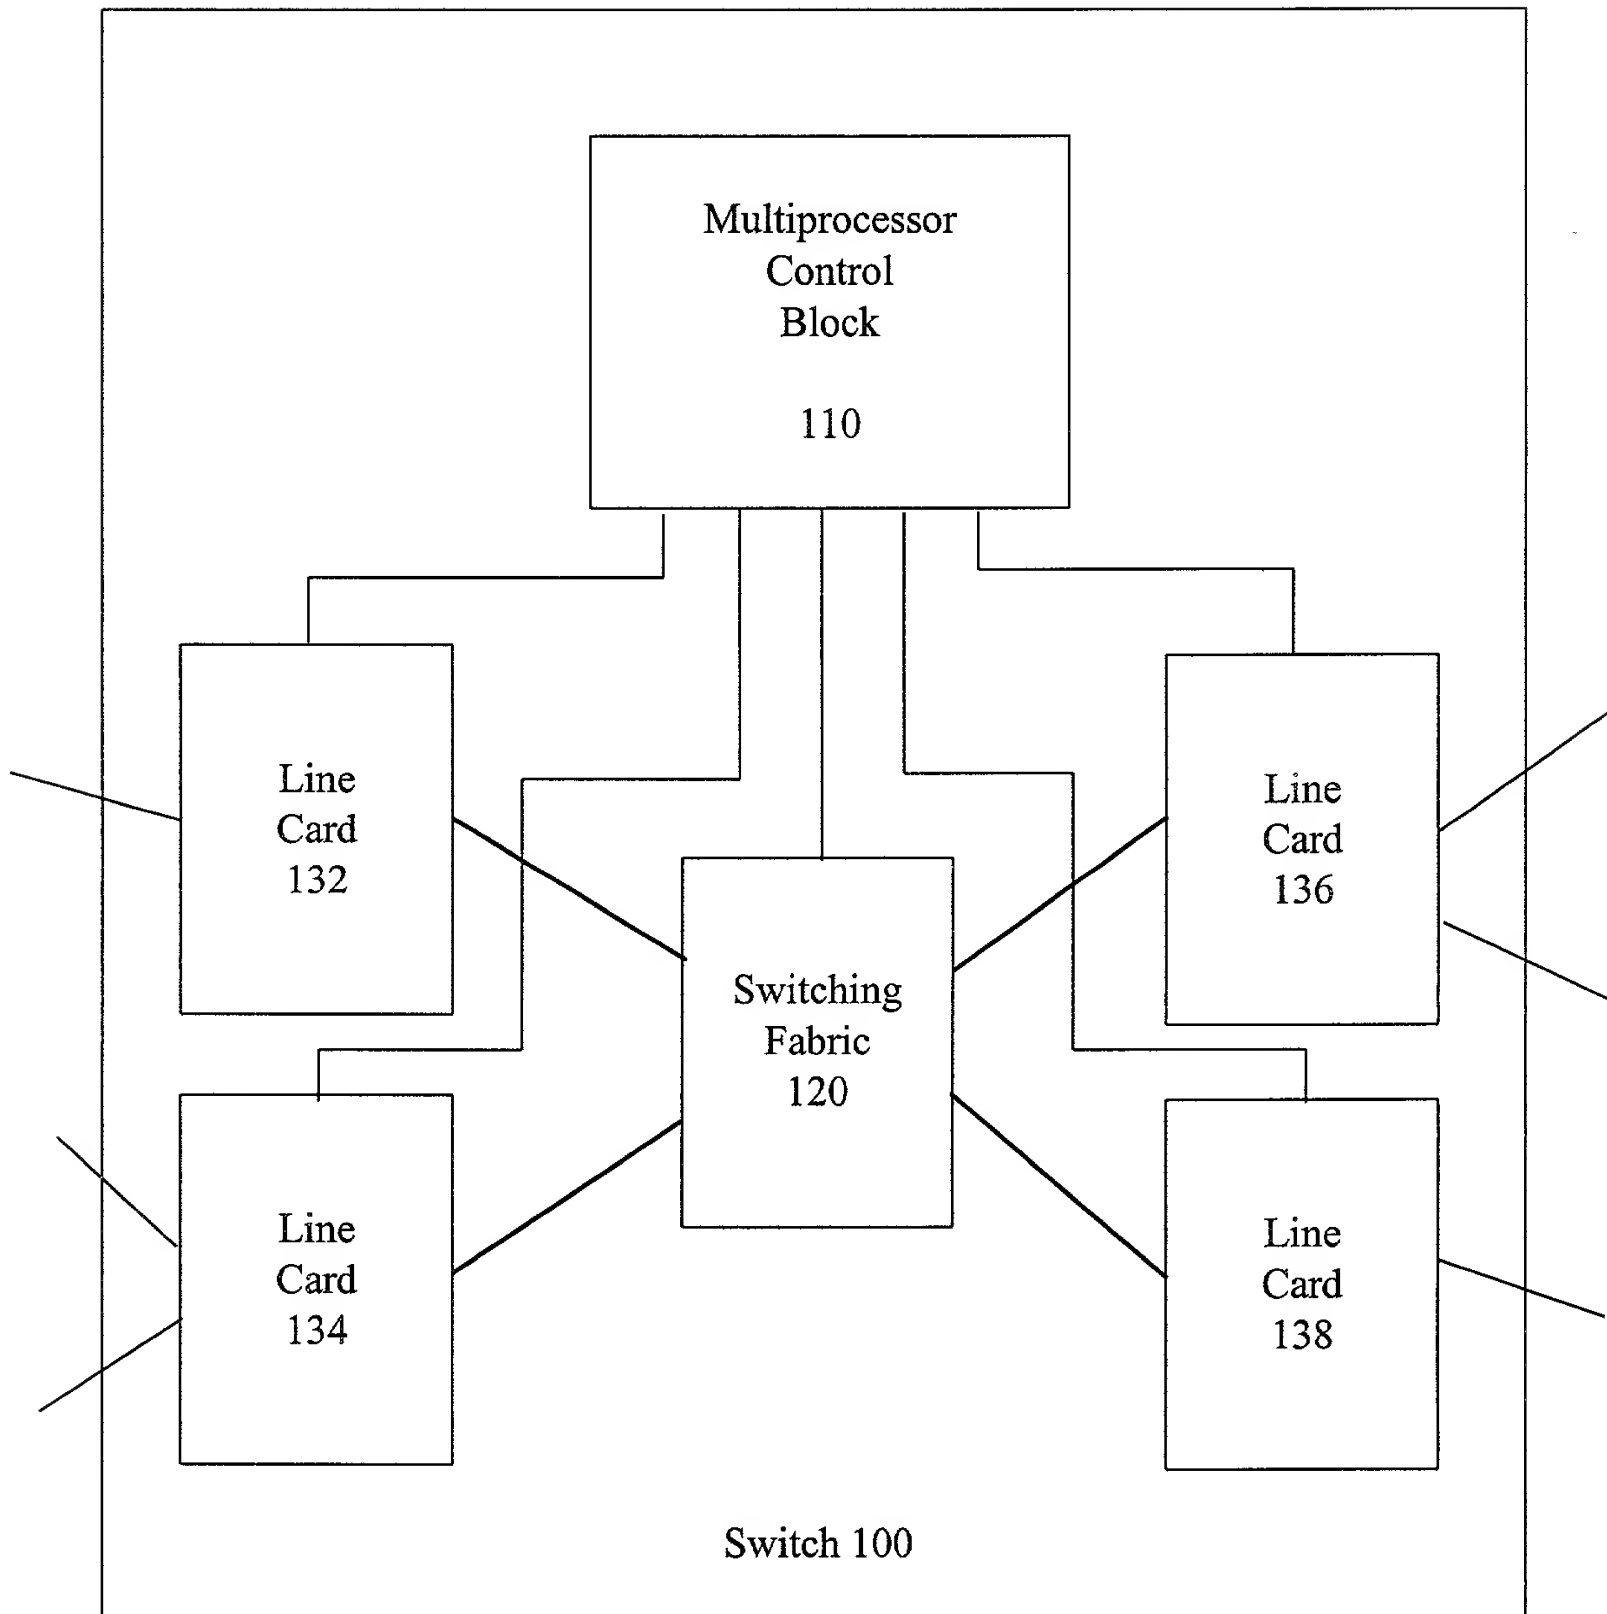 Multiprocessor
Control
Block
110
Line
Card
132
Line
Card
136
Switching
Fabric
120
Line
Card
134
Line
Card
138
Switch 100